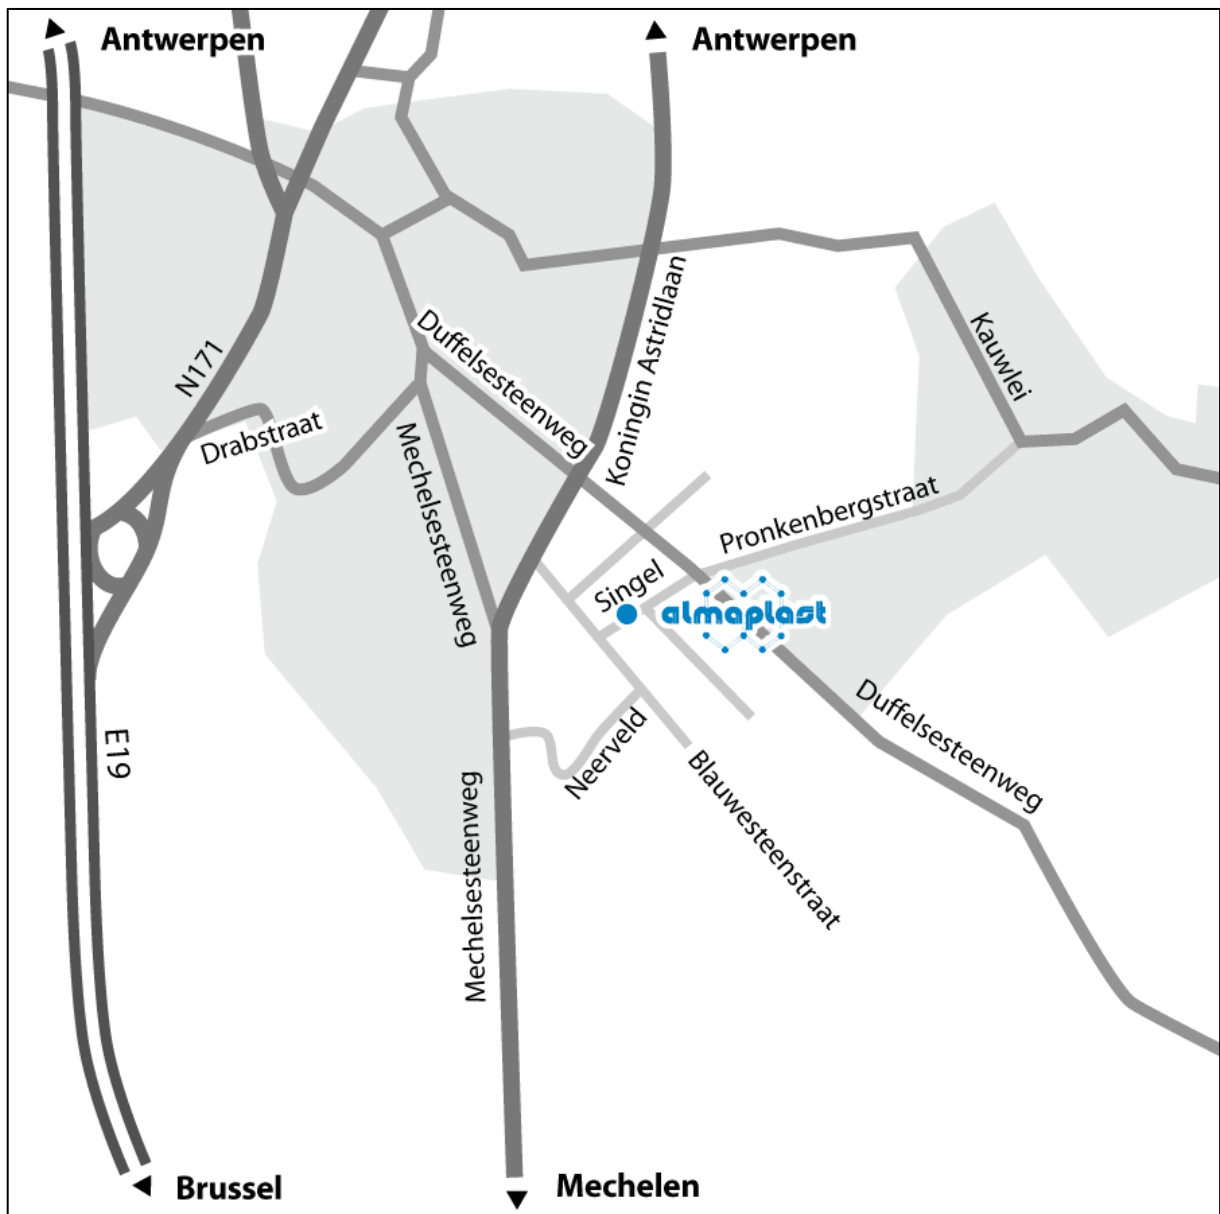 Antwerpen
Antwerpen
Koningin Astridlaan
Duffelsesteenweg
Kauwlei
N171
Drabstraat
Mechelsesteenweg
Pronkenbergstraat
Singel
almaplast
Duffelsesteenweg
Neerveld
E19
Blauwesteenstraat
Mechelsesteenweg
Brussel
Mechelen